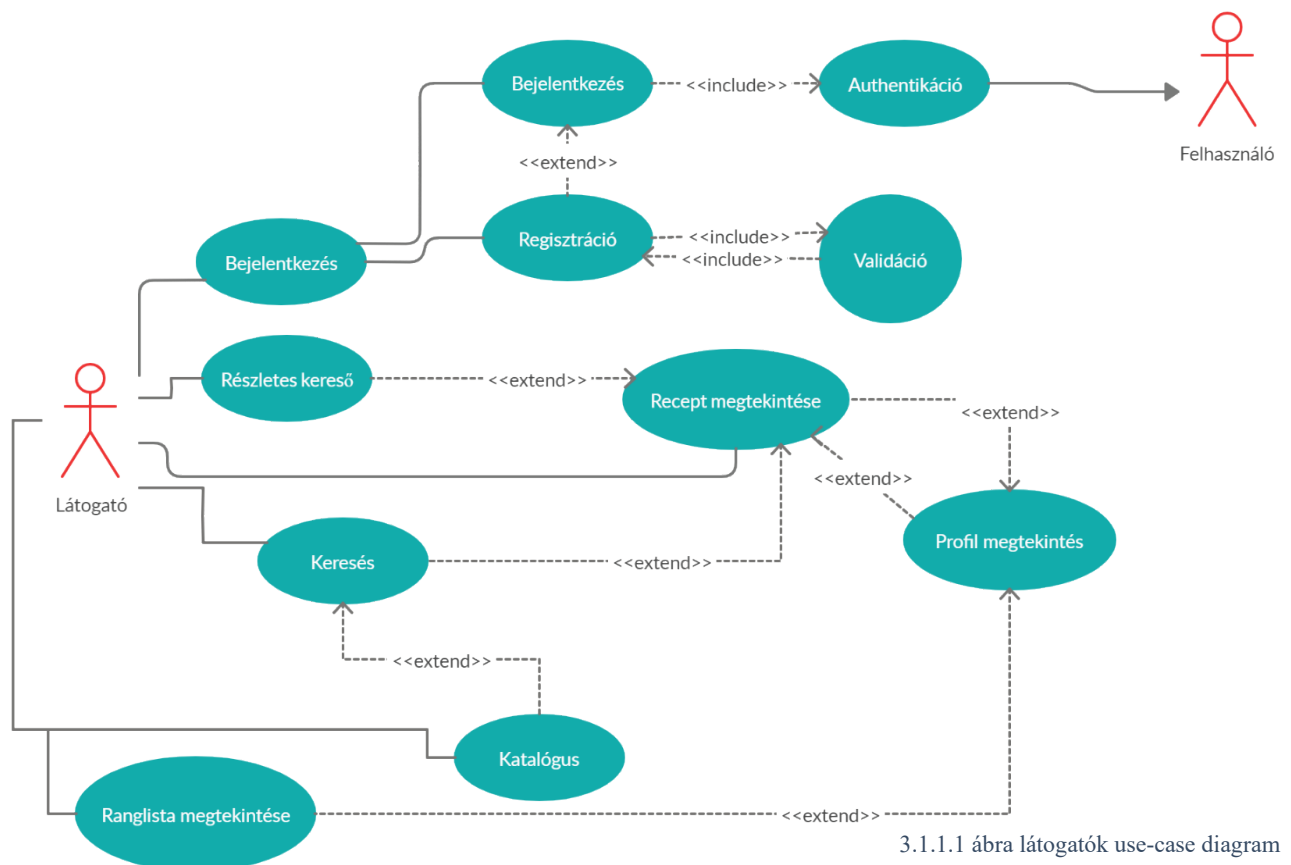 Bejelentkezés
<<include>>
Authentikáció
Felhasználó
<<extend>>
Regisztráció
<<include>>
<<include>>
Validáció
Bejelentkezés
Részletes kereső
<<extend>>
Recept megtekintése
<<extend>>
Látogató
<<extend>>
Profil megtekintés
Keresés
<<extend>>
<<extend>>
Katalógus
Ranglista megtekintése
<<extend>>
3.1.1.1 ábra látogatók use-case diagram